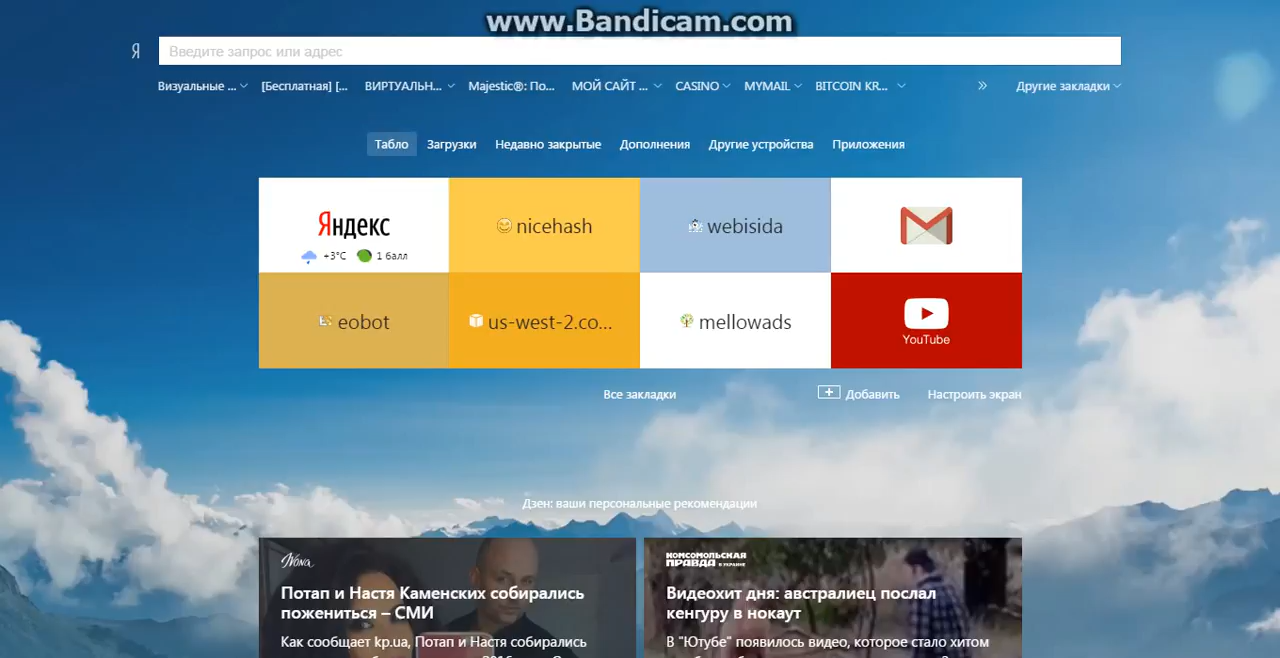 www.Bandicam.com
Я Введите запрос или адрес
Визуальные ... [Бесплатная] [... ВИРТУАЛЬН... Majestic®: По... МОЙ САЙТ ... CASINO MYMAIL BITCOIN KR... » Другие закладки
Табло Загрузки Недавно закрытые Дополнения Другие устройства Приложения
Яндекс nicehash webisida
+3°C 1 балл
eobot us-west-2.co... mellowads YouTube
Все закладки Добавить Настроить экран
Дзен: ваши персональные рекомендации
Ivona
Потап и Настя Каменских собирались
пожениться – СМИ
Как сообщает kp.ua, Потап и Настя собирались
КОМСОМОЛЬСКАЯ
ПРАВДА В УКРАИНЕ
Видеохит дня: австралиец послал
кенгуру в нокаут
В "Ютубе" появилось видео, которое стало хитом